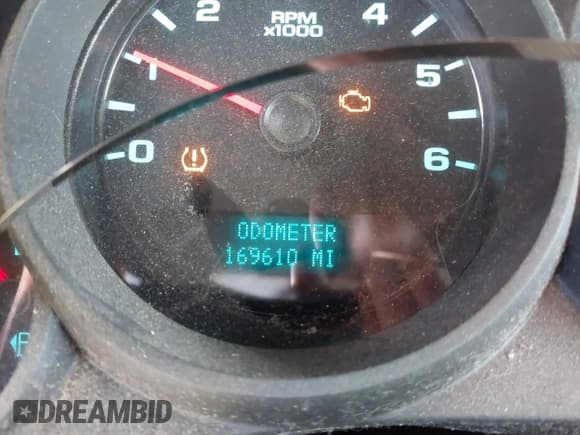 2 RPM 4
x1000
1 5
0 6
ODOMETER
169610 MI
F
DREAMBID